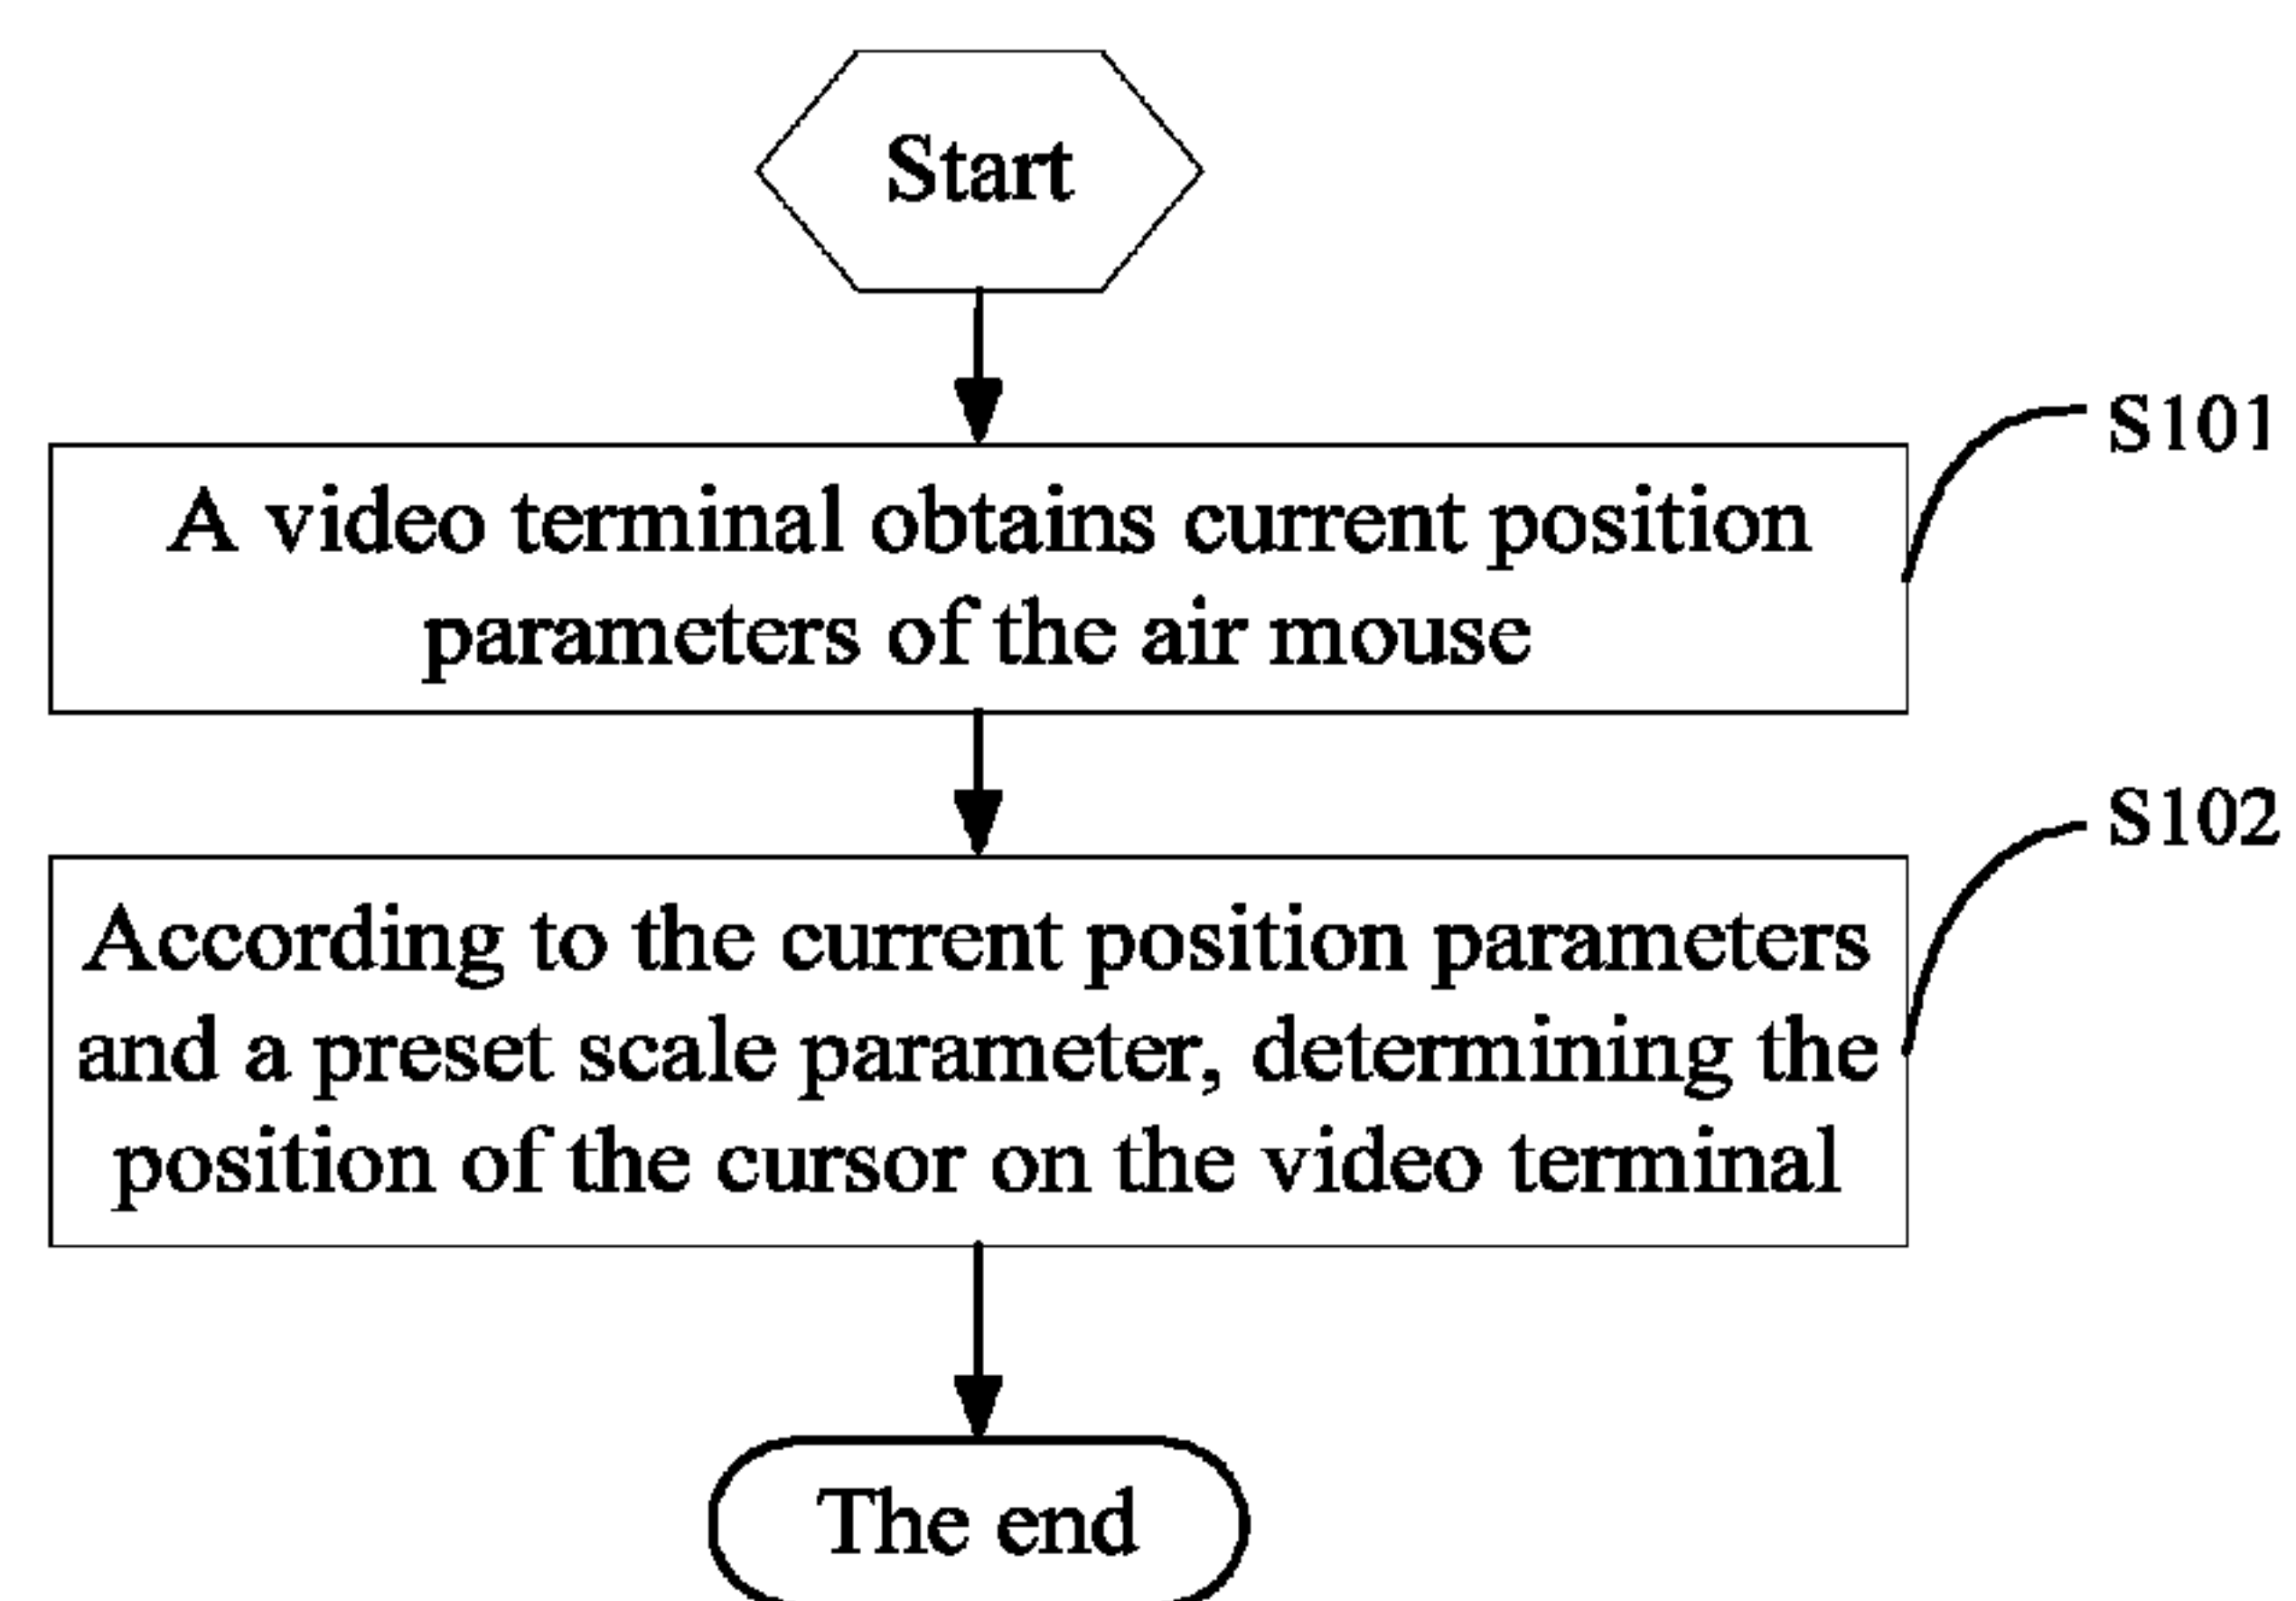 Start
S101
A video terminal obtains current position
parameters of the air mouse
S102
According to the current position parameters
and a preset scale parameter, determining the
position of the cursor on the video terminal
The end